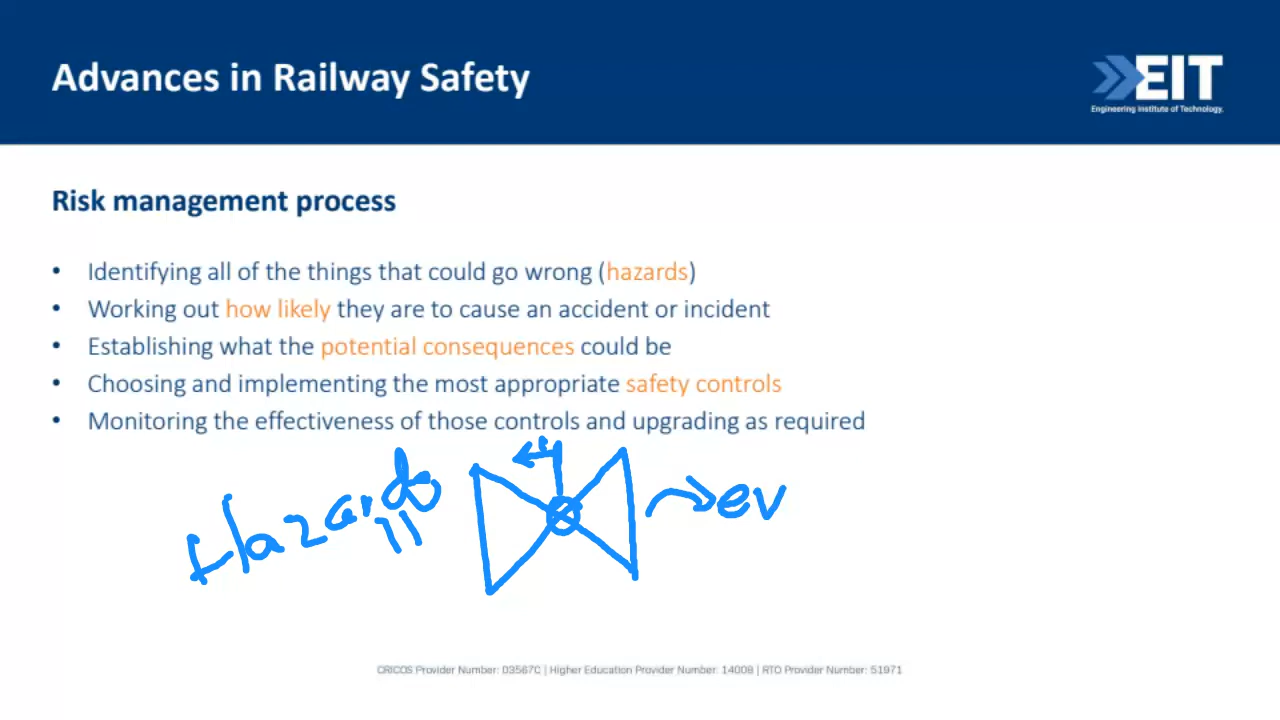 Advances in Railway Safety
EIT
Engineering Institute of Technology.
Risk management process
• Identifying all of the things that could go wrong (hazards)
• Working out how likely they are to cause an accident or incident
• Establishing what the potential consequences could be
• Choosing and implementing the most appropriate safety controls
• Monitoring the effectiveness of those controls and upgrading as required
Hazards
ev
CRICOS Provider Number: 03567C | Higher Education Provider Number: 14008 | RTO Provider Number: 51971